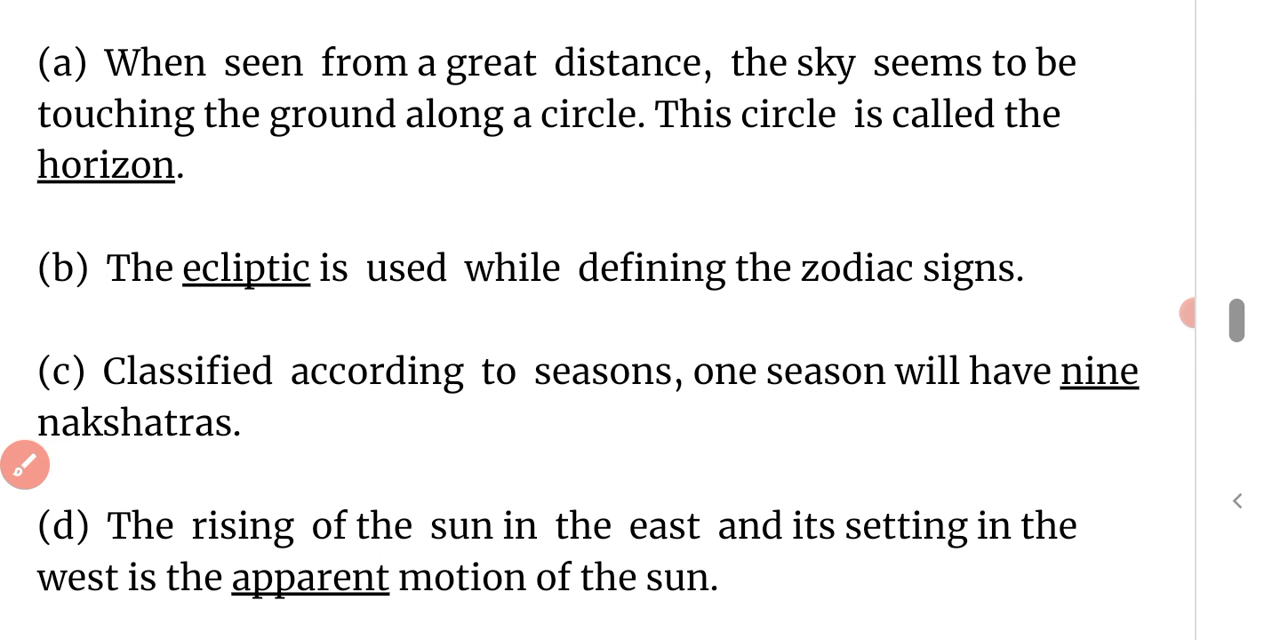 (a) When seen from a great distance, the sky seems to be
touching the ground along a circle. This circle is called the
horizon.
(b) The ecliptic is used while defining the zodiac signs.
(c) Classified according to seasons, one season will have nine
nakshatras.
(d) The rising of the sun in the east and its setting in the
west is the apparent motion of the sun.